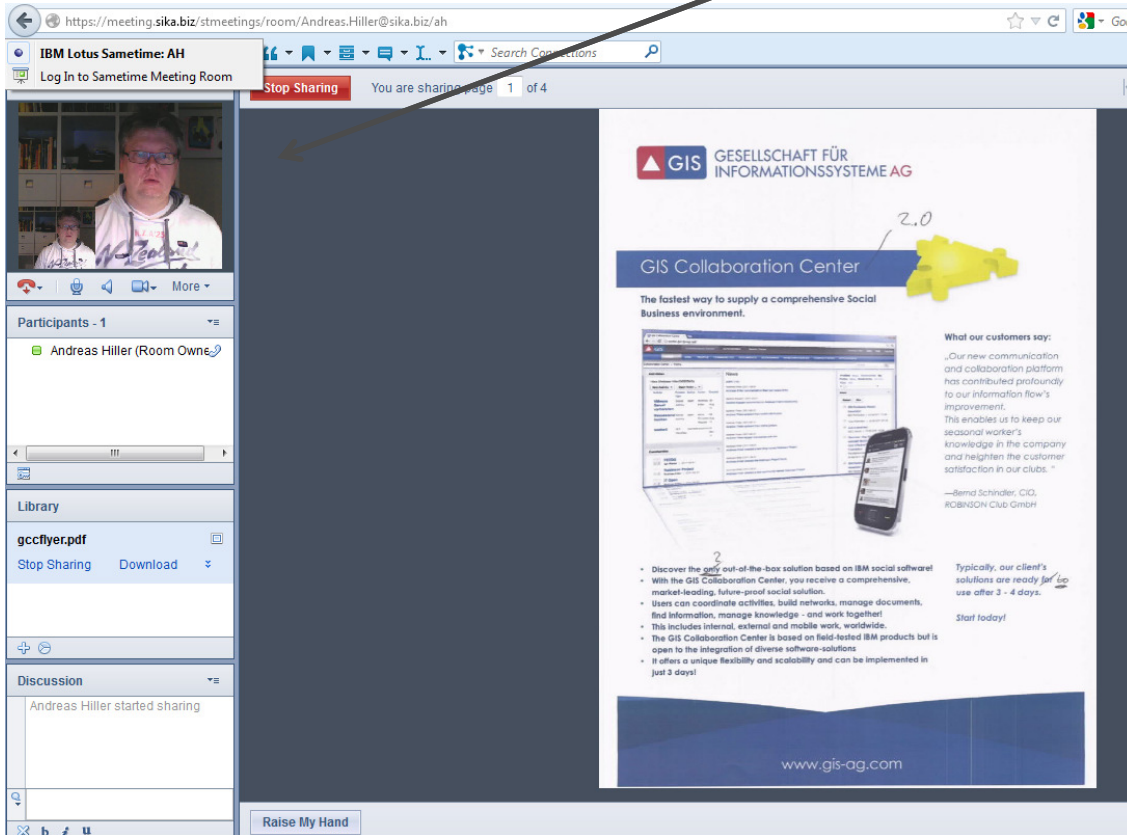 https://meeting.sika.biz/stmeetings/room/Andreas.Hiller@sika.biz/ah
IBM Lotus Sametime: AH
Log In to Sametime Meeting Room
Search Connections
Stop Sharing You are sharing page 1 of 4
More
Participants - 1
Andreas Hiller (Room Owne
Library
gccflyer.pdf
Stop Sharing Download
Discussion
Andreas Hiller started sharing
b i u
Raise My Hand
GIS GESELLSCHAFT FÜR
INFORMATIONSSYSTEME AG
2.0
GIS Collaboration Center
The fastest way to supply a comprehensive Social
Business environment.
What our customers say:
„Our new communication
and collaboration platform
has contributed profoundly
to our information flow's
improvement.
This enables us to keep our
seasonal worker's
knowledge in the company
and heighten the customer
satisfaction in our clubs. "
—Bernd Schindler, CIO,
ROBINSON Club GmbH
?
• Discover the only out-of-the-box solution based on IBM social software!
• With the GIS Collaboration Center, you receive a comprehensive,
market-leading, future-proof social solution.
• Users can coordinate activities, build networks, manage documents,
find information, manage knowledge - and work together!
• This includes internal, external and mobile work, worldwide.
• The GIS Collaboration Center is based on field-tested IBM products but is
open to the integration of diverse software-solutions
• It offers a unique flexibility and scalability and can be implemented in
just 3 days!
Typically, our client's
solutions are ready for to
use after 3 - 4 days.
Start today!
www.gis-ag.com